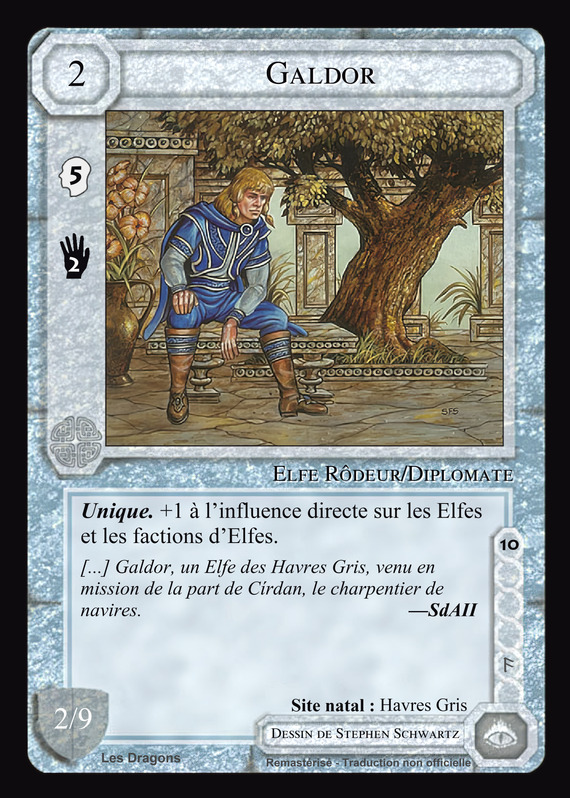 2
GALDOR
5
2
SFS
ELFE RÔDEUR/DIPLOMATE
Unique. +1 à l'influence directe sur les Elfes
et les factions d'Elfes.
[...] Galdor, un Elfe des Havres Gris, venu en
mission de la part de Círdan, le charpentier de
navires. —SdAII
10
Site natal : Havres Gris
2/9
DESSIN DE STEPHEN SCHWARTZ
Les Dragons
Remastérisé - Traduction non officielle